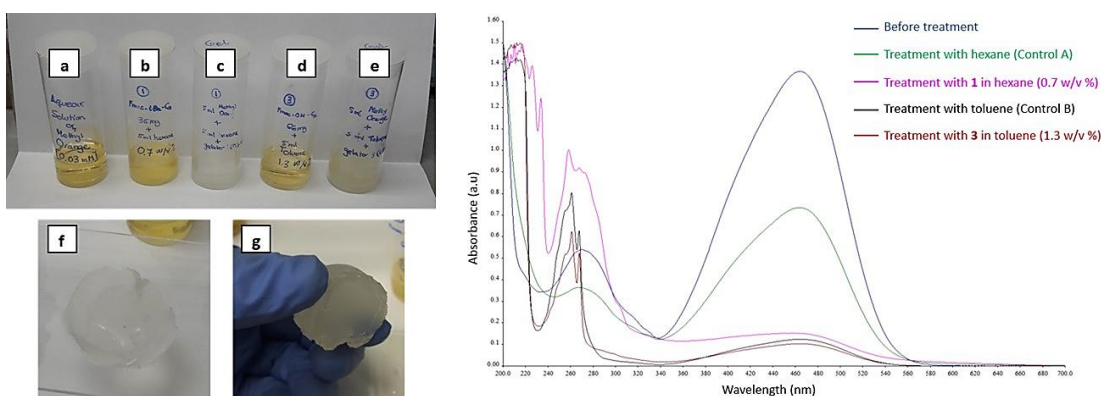 a
b
c
d
e
Aqueous
Solution
of
Methyl
Orange
(0.03 mM)
①
35mg
+
5ml hexane
0.7 w/v%
①
+
③
+
5ml
Toluene
1.3 w/v %
③
+
f
g
1.60
1.5
1.4
1.3
1.2
1.1
1.0
0.9
0.8
0.7
0.6
0.5
0.4
0.3
0.2
0.1
0.00
200.0 220 240 260 280 300 320 340 360 380 400 420 440 460 480 500 520 540 560 580 600 620 640 660 680 700.0
Absorbance (a.u)
Wavelength (nm)
Before treatment
Treatment with hexane (Control A)
Treatment with 1 in hexane (0.7 w/v %)
Treatment with toluene (Control B)
Treatment with 3 in toluene (1.3 w/v %)